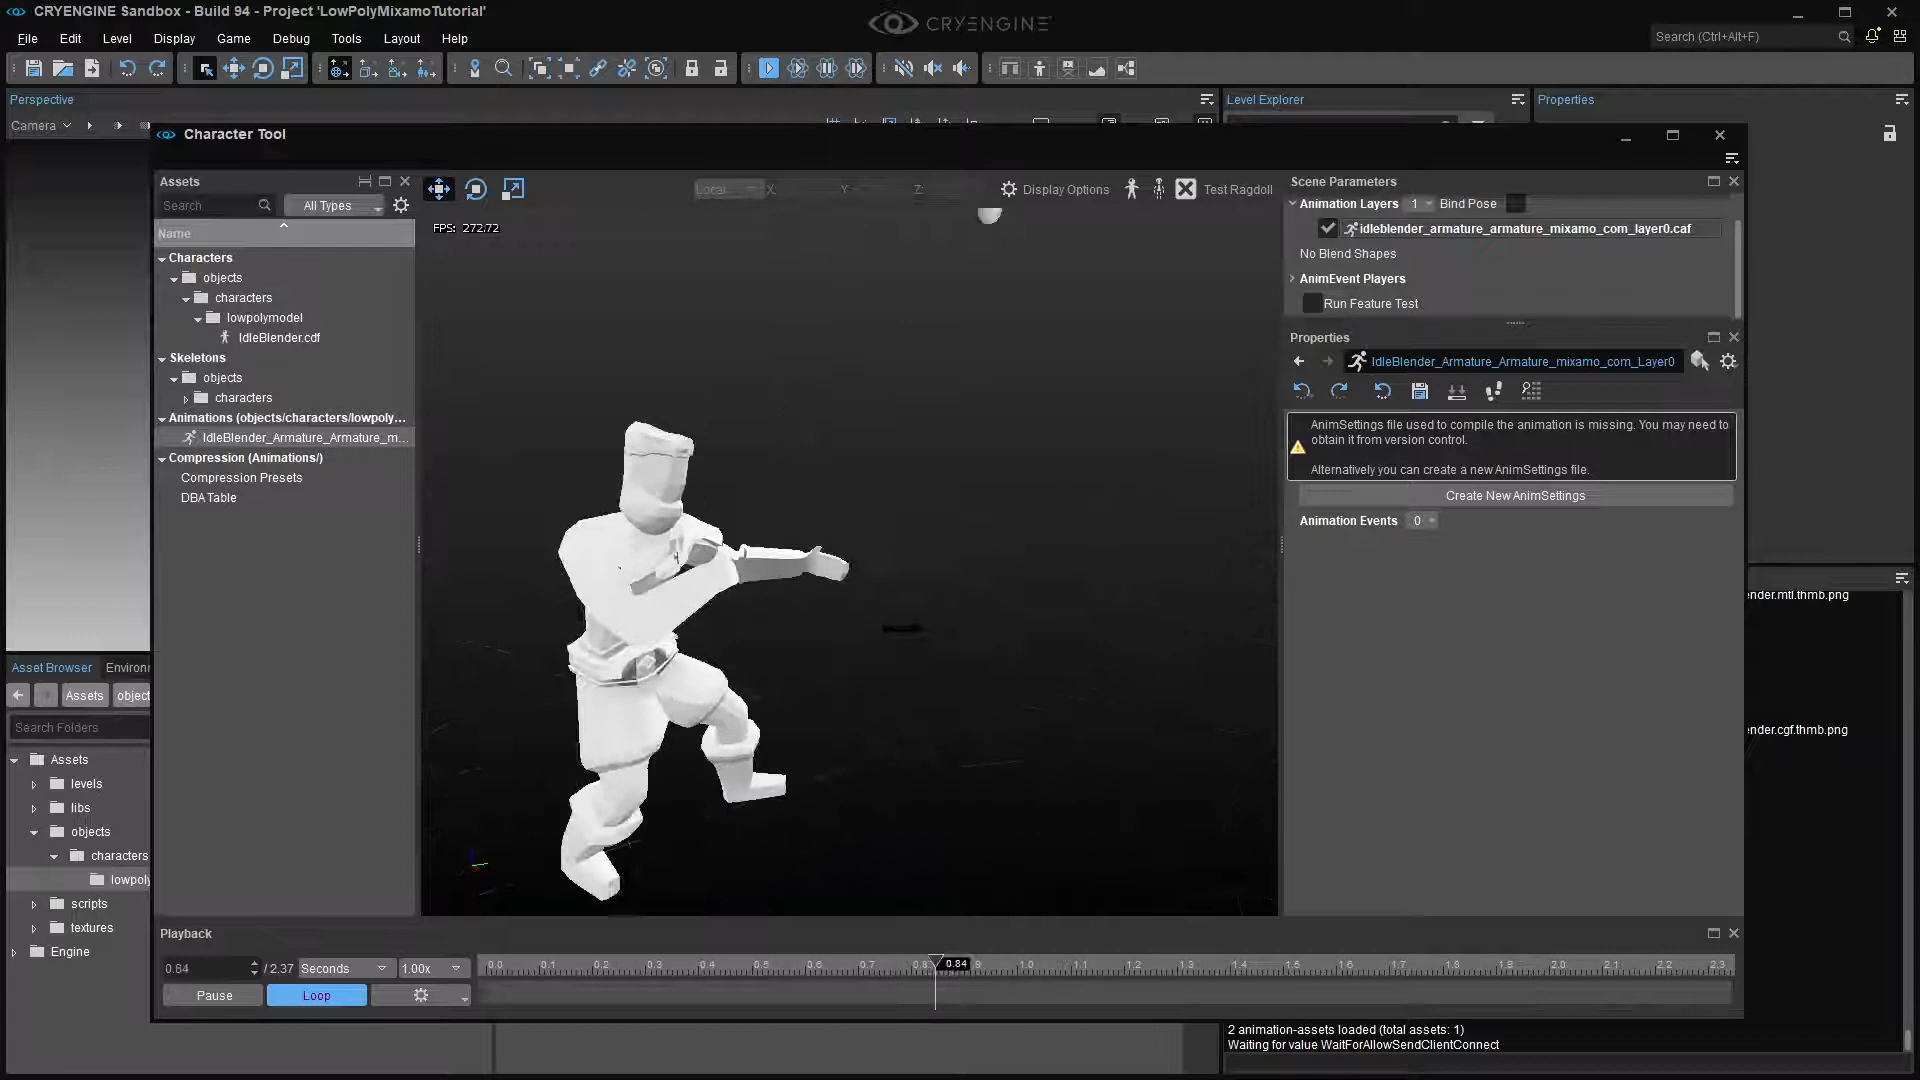 CRYENGINE Sandbox - Build 94 - Project 'LowPolyMixamoTutorial'
CRYENGINE
File Edit Level Display Game Debug Tools Layout Help
Search (Ctrl+Alt+F)
Perspective
Level Explorer
Properties
Camera
Character Tool
Assets
Search
All Types
Name
Characters
objects
characters
lowpolymodel
IdleBlender.cdf
Skeletons
objects
characters
Animations (objects/characters/lowpoly...
IdleBlender_Armature_Armature_m...
Compression (Animations/)
Compression Presets
DBA Table
Local X: Y Z:
Display Options
Test Ragdoll
FPS: 272.72
Scene Parameters
Animation Layers 1 Bind Pose
idleblender_armature_armature_mixamo_com_layer0.caf
No Blend Shapes
AnimEvent Players
Run Feature Test
Properties
IdleBlender_Armature_Armature_mixamo_com_Layer0
AnimSettings file used to compile the animation is missing. You may need to
obtain it from version control.
Alternatively you can create a new AnimSettings file.
Create New AnimSettings
Animation Events 0
ender.mtl.thmb.png
ender.cgf.thmb.png
Asset Browser Environ
Assets object
Search Folders
Assets
levels
libs
objects
characters
lowpoly
scripts
textures
Engine
Playback
0.84 / 2.37 Seconds 1.00x
0.0 0.1 0.2 0.3 0.4 0.5 0.6 0.7 0.8 0.84 9 1.0 1.1 1.2 1.3 1.4 1.5 1.6 1.7 1.8 1.9 2.0 2.1 2.2 2.3
Pause Loop
2 animation-assets loaded (total assets: 1)
Waiting for value WaitForAllowSendClientConnect